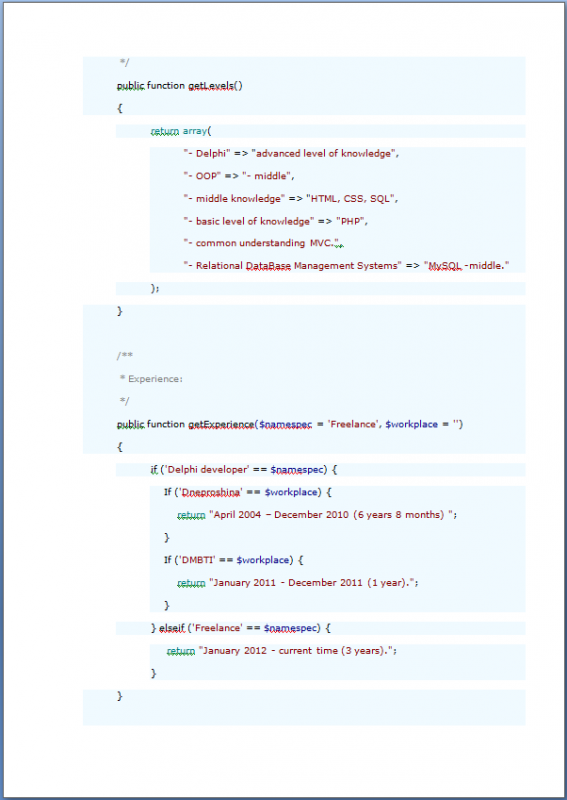 */
public function getLevels()
{
return array(
"- Delphi" => "advanced level of knowledge",
"- OOP" => "- middle",
"- middle knowledge" => "HTML, CSS, SQL",
"- basic level of knowledge" => "PHP",
"- common understanding MVC.",
"- Relational DataBase Management Systems" => "MySQL -middle."
);
}
/**
* Experience:
*/
public function getExperience($namespec = 'Freelance', $workplace = '')
{
if ('Delphi developer' == $namespec) {
If ('Dneproshina' == $workplace) {
return "April 2004 – December 2010 (6 years 8 months) ";
}
If ('DMBTI' == $workplace) {
return "January 2011 - December 2011 (1 year).";
}
} elseif ('Freelance' == $namespec) {
return "January 2012 - current time (3 years).";
}
}